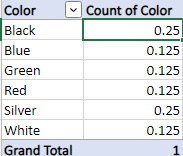 Color Count of Color
Black 0.25
Blue 0.125
Green 0.125
Red 0.125
Silver 0.25
White 0.125
Grand Total 1